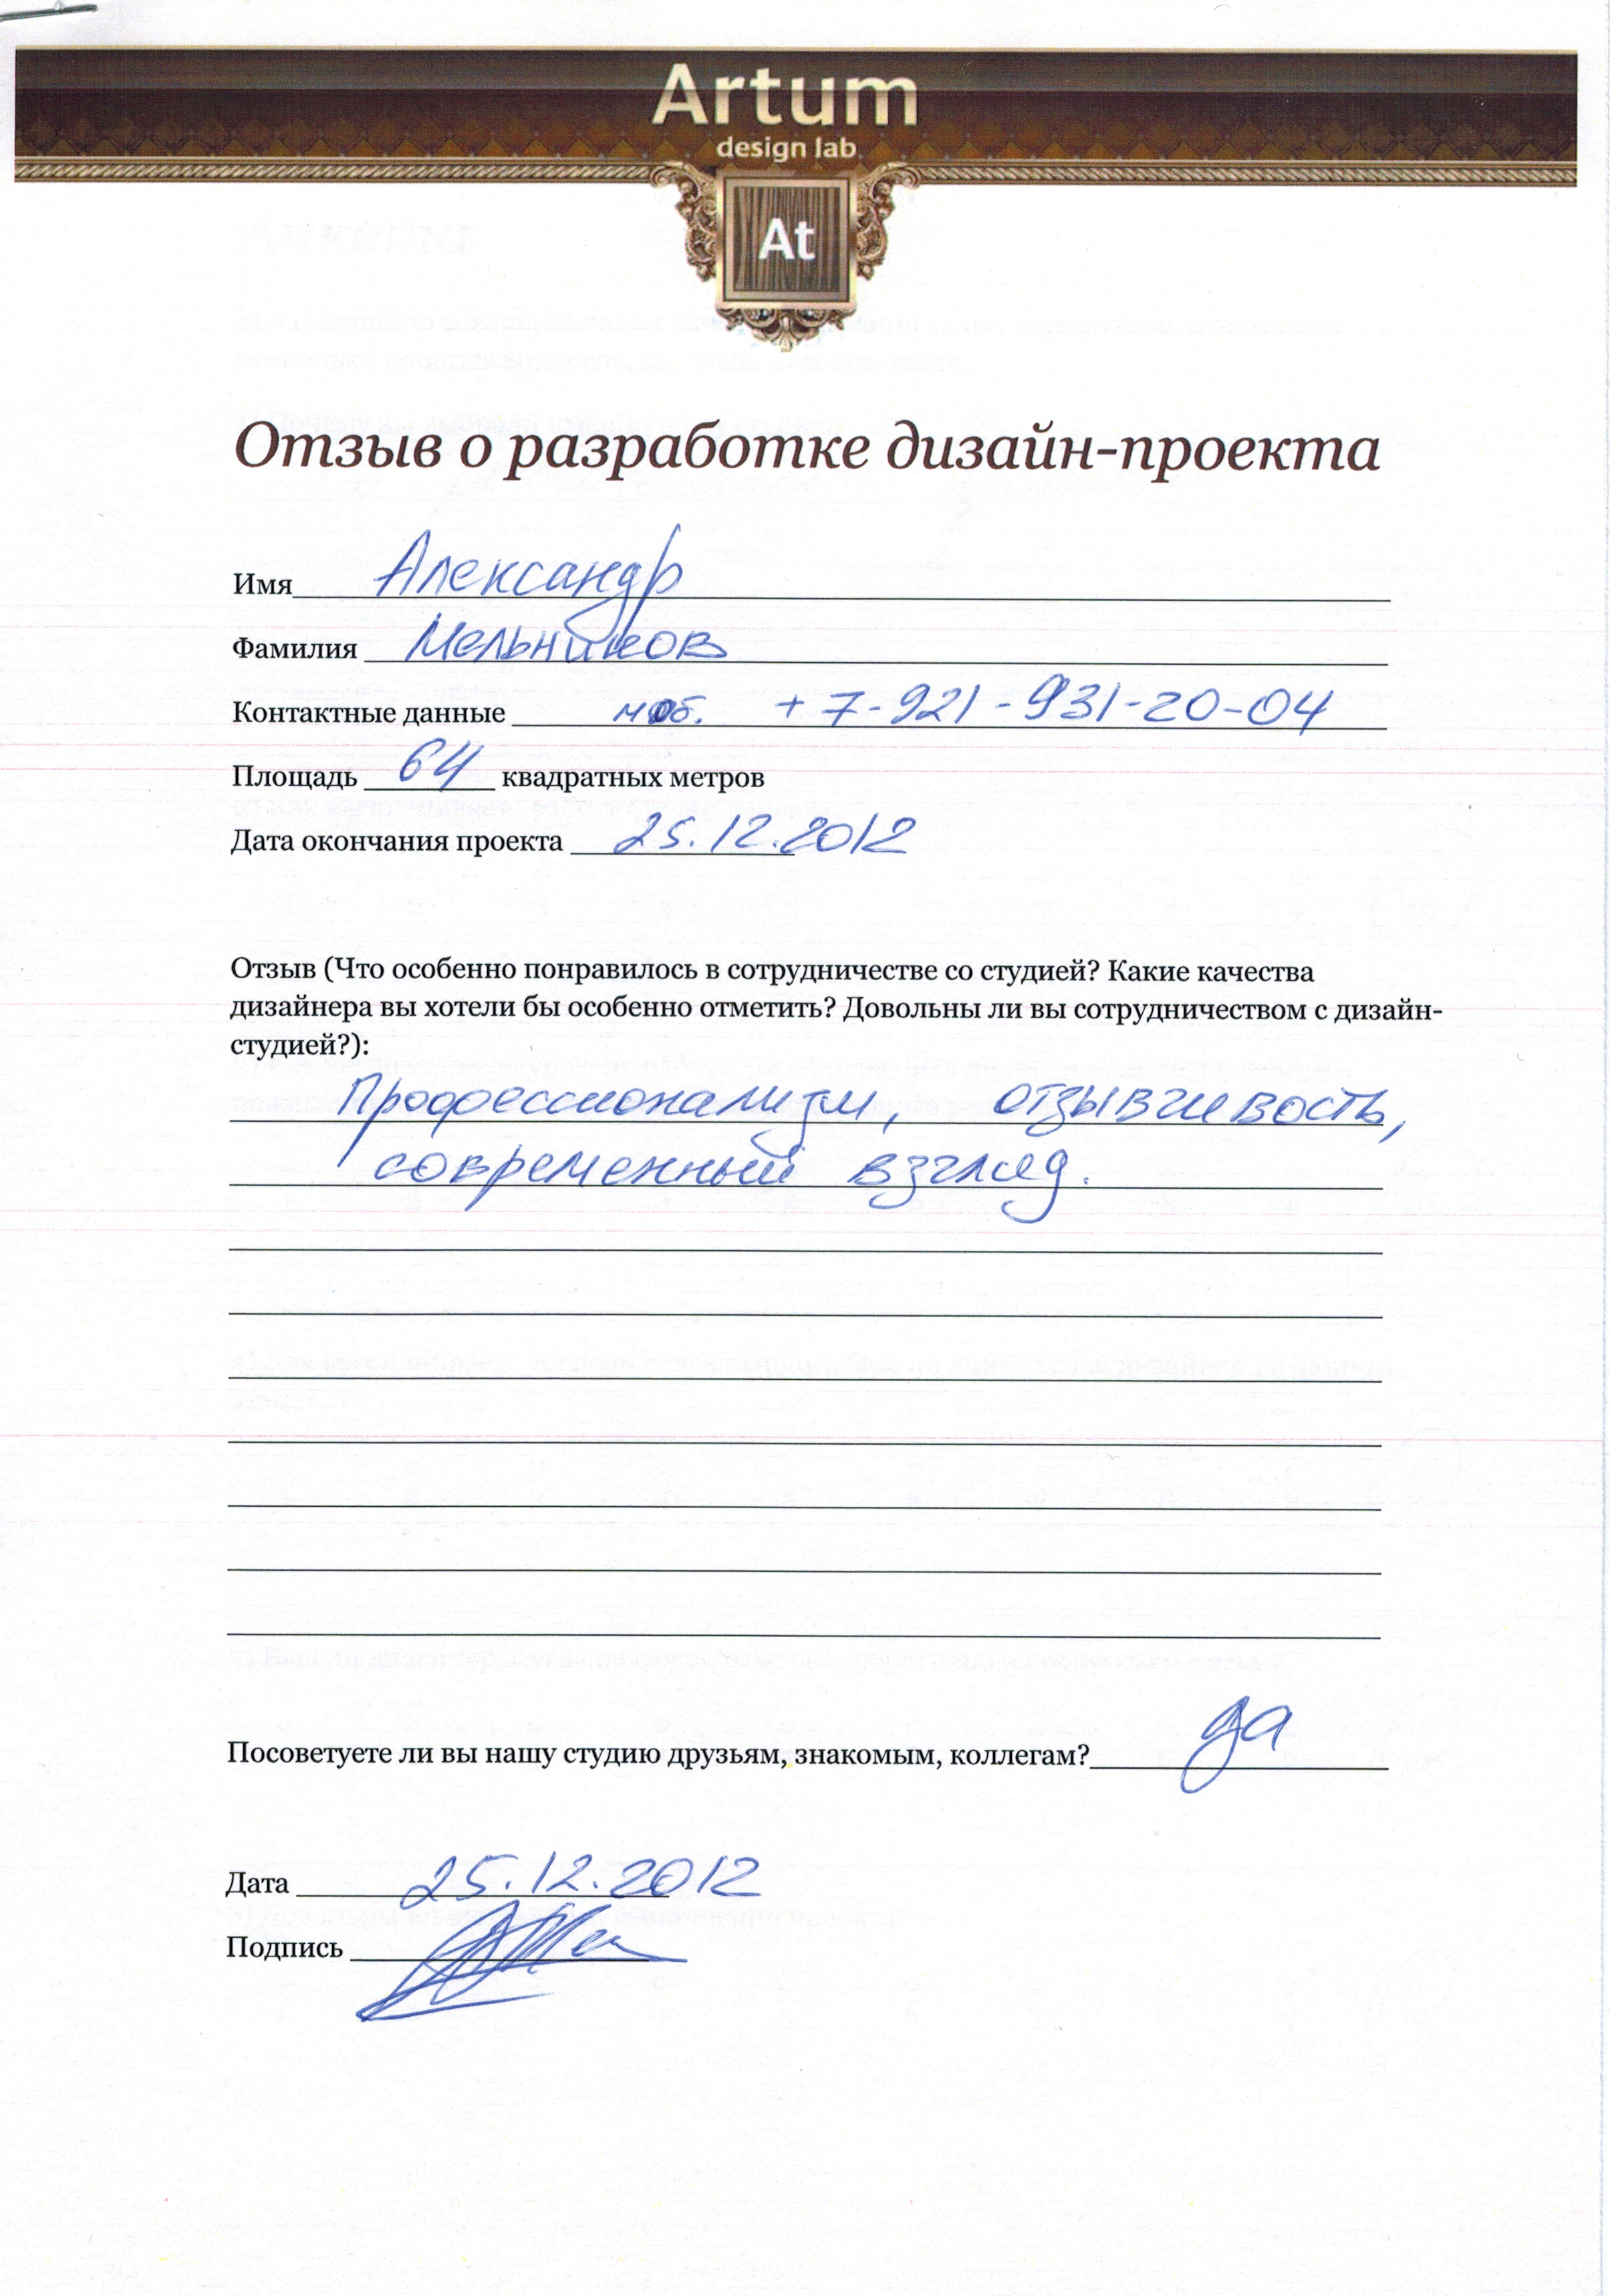 Artum
design lab
At
Отзыв о разработке дизайн-проекта
Имя Александр
Фамилия Мельников
Контактные данные моб. +7-921-931-20-04
Площадь 64 квадратных метров
Дата окончания проекта 25.12.2012
Отзыв (Что особенно понравилось в сотрудничестве со студией? Какие качества
дизайнера вы хотели бы особенно отметить? Довольны ли вы сотрудничеством с дизайн-
студией?):
Профессионализм, отзывчивость,
современный взгляд.
Посоветуете ли вы нашу студию друзьям, знакомым, коллегам? да
Дата 25.12.2012
Подпись